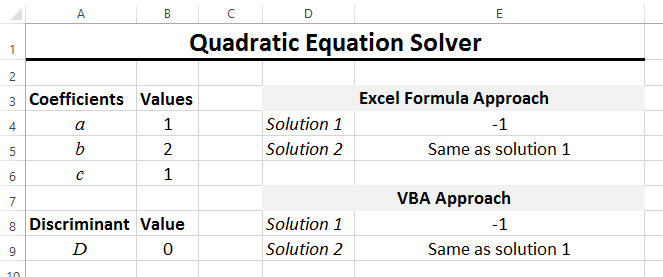 A B C D E
1 Quadratic Equation Solver
2
3 Coefficients Values Excel Formula Approach
4 a 1 Solution 1 -1
5 b 2 Solution 2 Same as solution 1
6 c 1
7 VBA Approach
8 Discriminant Value Solution 1 -1
9 D 0 Solution 2 Same as solution 1
10